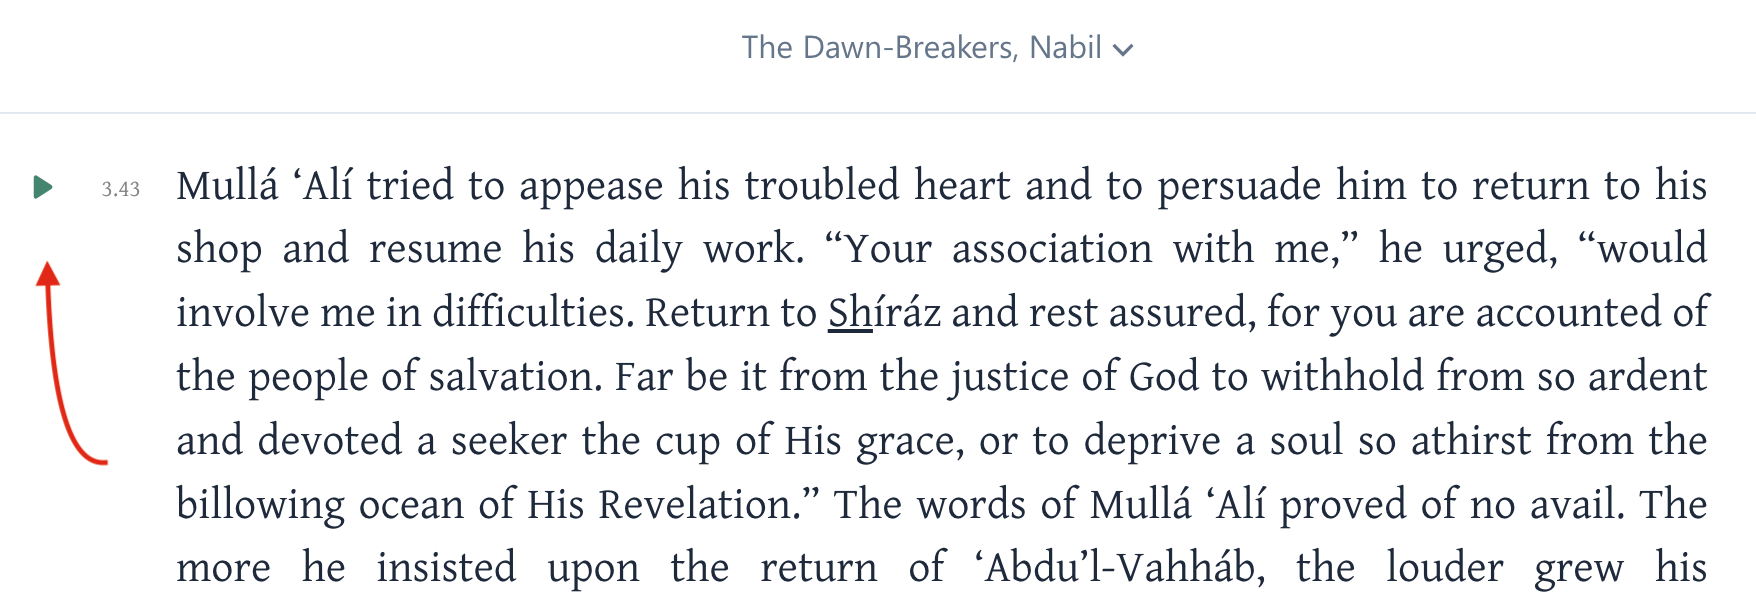 The Dawn-Breakers, Nabil
3.43
Mullá ‘Alí tried to appease his troubled heart and to persuade him to return to his
shop and resume his daily work. “Your association with me,” he urged, “would
involve me in difficulties. Return to Shíráz and rest assured, for you are accounted of
the people of salvation. Far be it from the justice of God to withhold from so ardent
and devoted a seeker the cup of His grace, or to deprive a soul so athirst from the
billowing ocean of His Revelation.” The words of Mullá ‘Alí proved of no avail. The
more he insisted upon the return of ‘Abdu’l-Vahháb, the louder grew his